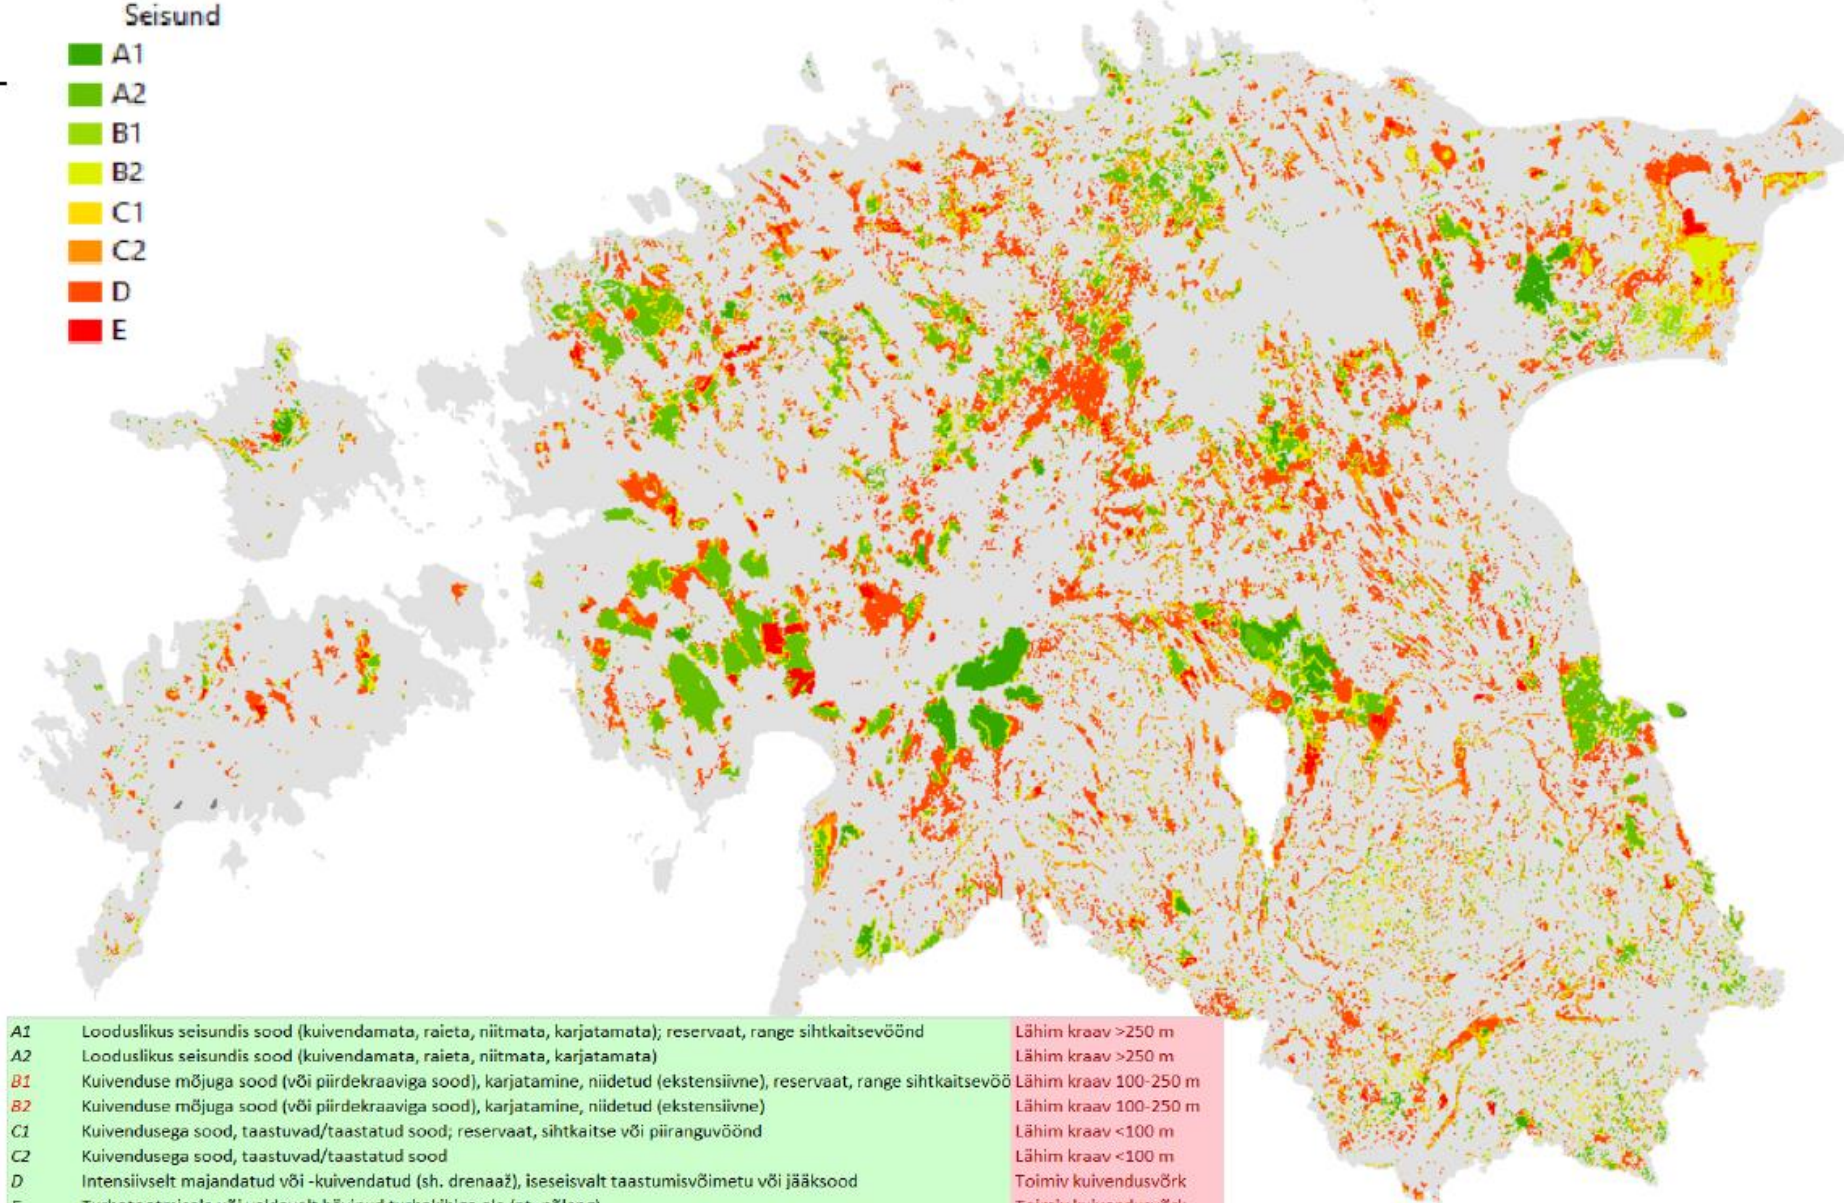 Seisund
A1
A2
B1
B2
C1
C2
D
E
A1 Looduslikus seisundis sood (kuivendamata, raieta, niitmata, karjatamata); reservaat, range sihtkaitsevöönd Lähim kraav >250 m
A2 Looduslikus seisundis sood (kuivendamata, raieta, niitmata, karjatamata) Lähim kraav >250 m
B1 Kuivenduse mõjuga sood (või piirdekraaviga sood), karjatamine, niidetud (ekstensiivne), reservaat, range sihtkaitsevöö Lähim kraav 100-250 m
B2 Kuivenduse mõjuga sood (või piirdekraaviga sood), karjatamine, niidetud (ekstensiivne) Lähim kraav 100-250 m
C1 Kuivendusega sood, taastuvad/taastatud sood; reservaat, sihtkaitse või piiranguvöönd Lähim kraav <100 m
C2 Kuivendusega sood, taastuvad/taastatud sood Lähim kraav <100 m
D Intensiivselt majandatud või -kuivendatud (sh. drenaaž), iseseisvalt taastumisvõimetu või jääksood Toimiv kuivendusvõrk